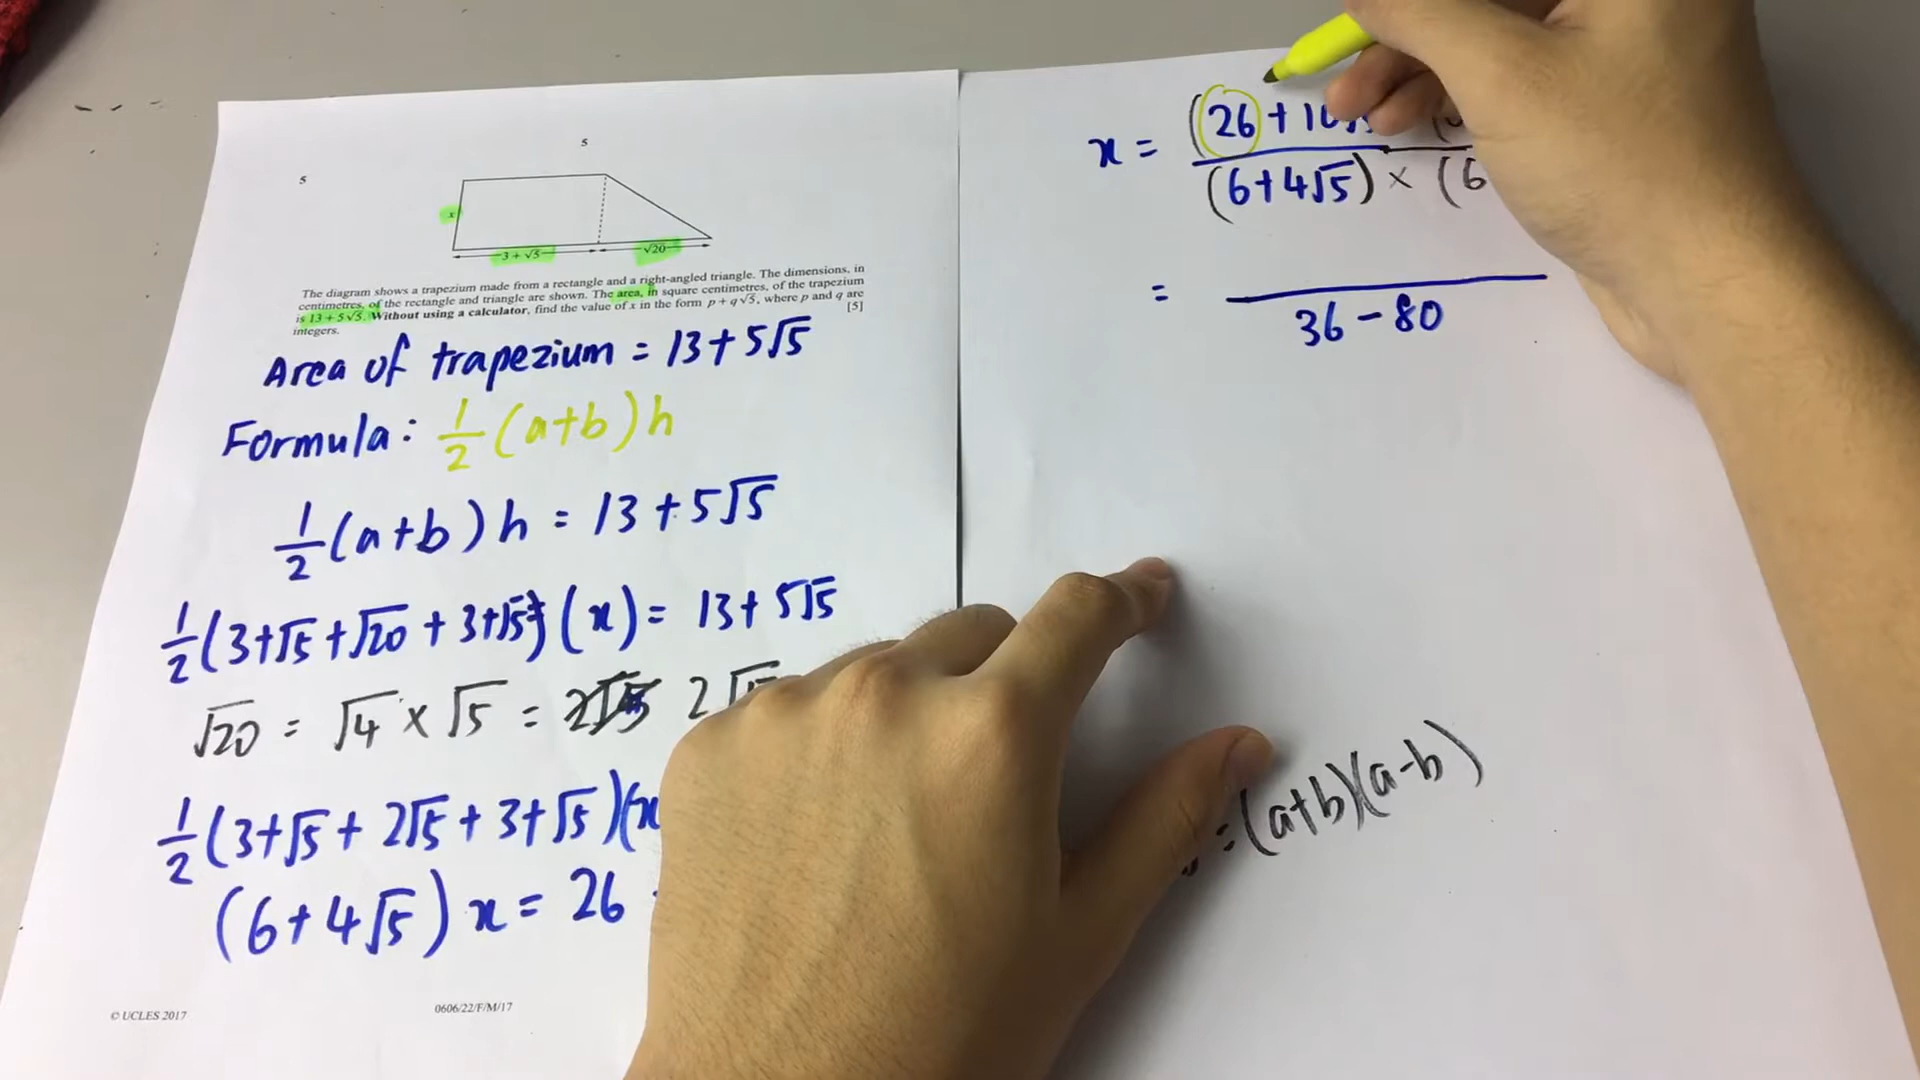 5
5
x
3 + √5
√20
The diagram shows a trapezium made from a rectangle and a right-angled triangle. The dimensions, in
centimetres, of the rectangle and triangle are shown. The area, in square centimetres, of the trapezium
is 13 + 5√5. Without using a calculator, find the value of x in the form p + q√5, where p and q are
integers.
[5]
Area of trapezium = 13 + 5√5
Formula: 1/2 (a+b) h
1/2 (a+b) h = 13 + 5√5
1/2 (3+√5 + √20 + 3+√5) (x) = 13 + 5√5
√20 = √4 × √5 = 2√5
1/2 (3+√5 + 2√5 + 3+√5)(x
(6+4√5) x = 26
© UCLES 2017
0606/22/F/M/17
x = (26 + 10
(6+4√5) × (6
=
36 - 80
= (a+b)(a-b)